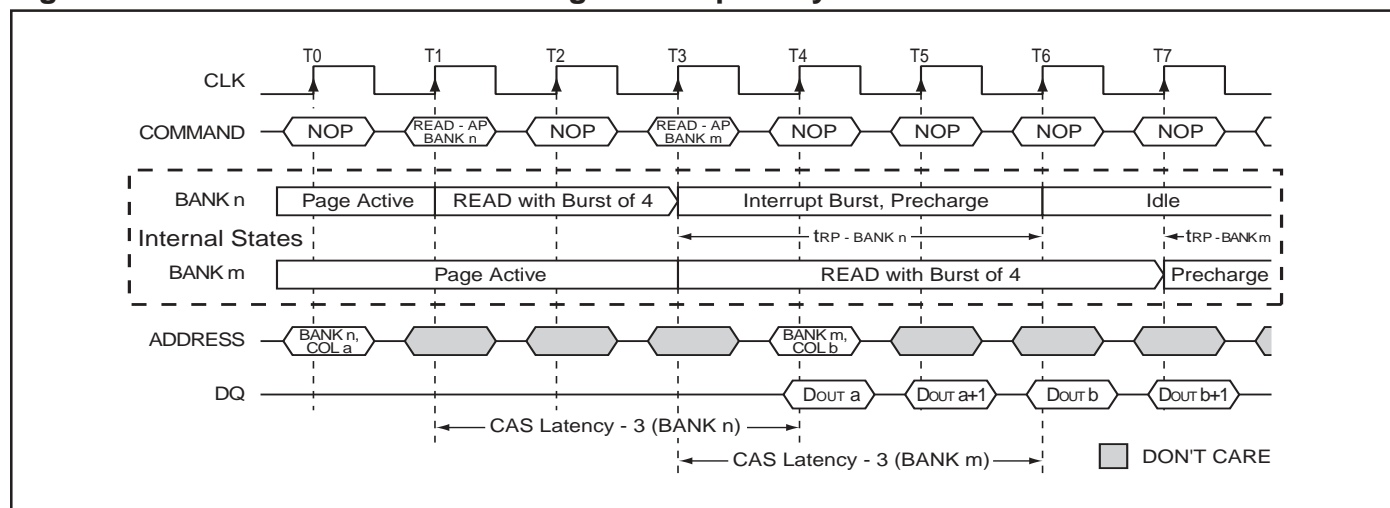 T0 T1 T2 T3 T4 T5 T6 T7
CLK
COMMAND NOP READ - AP BANK n NOP READ - AP BANK m NOP NOP NOP NOP
BANK n Page Active READ with Burst of 4 Interrupt Burst, Precharge Idle
Internal States tRP - BANK n tRP - BANK m
BANK m Page Active READ with Burst of 4 Precharge
ADDRESS BANK n, COL a BANK m, COL b
DQ DOUT a DOUT a+1 DOUT b DOUT b+1
CAS Latency - 3 (BANK n)
CAS Latency - 3 (BANK m) DON'T CARE